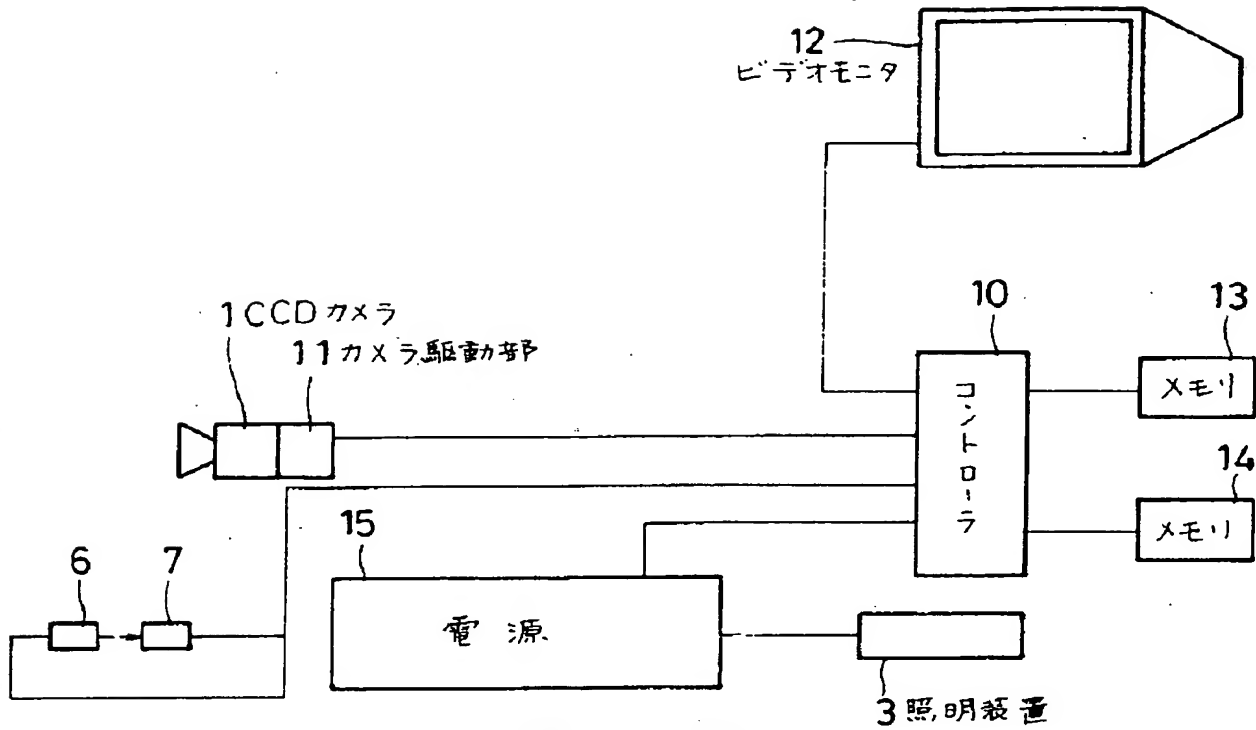 12
ビデオモニタ
10
13
1 CCDカメラ
11 カメラ駆動部
コントローラ
メモリ
14
メモリ
15
6
7
電源
3 照明装置